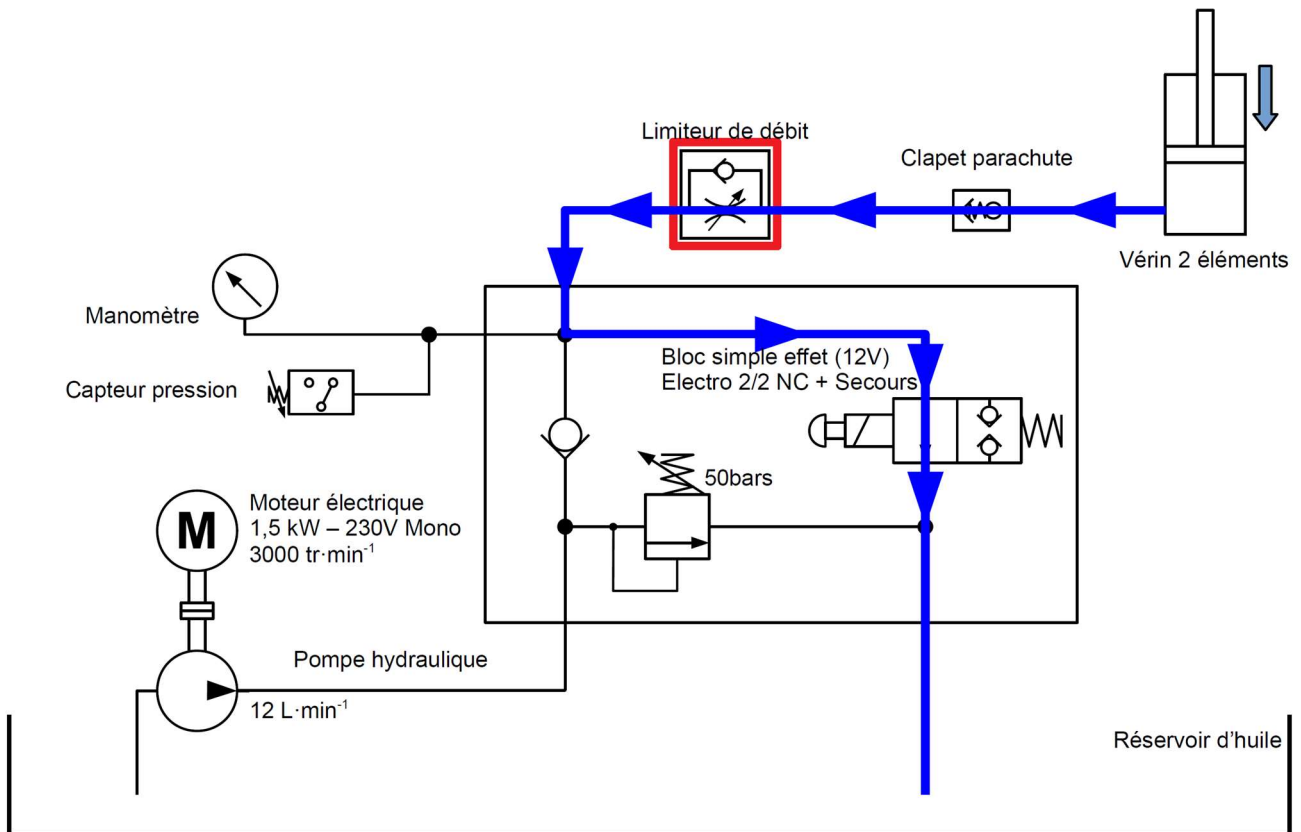 Limiteur de débit
Clapet parachute
Vérin 2 éléments
Manomètre
Capteur pression
Bloc simple effet (12V)
Electro 2/2 NC + Secours
50bars
M
Moteur électrique
1,5 kW – 230V Mono
3000 tr·min⁻¹
Pompe hydraulique
12 L·min⁻¹
Réservoir d’huile